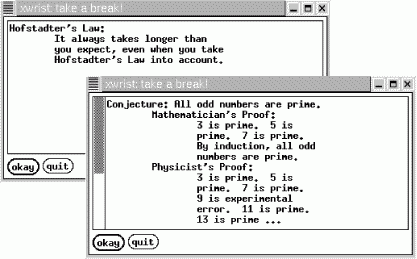 xwrist: take a break!
Hofstadter's Law:
It always takes longer than
you expect, even when you take
Hofstadter's Law into account.
okay quit
xwrist: take a break!
Conjecture: All odd numbers are prime.
Mathematician's Proof:
3 is prime. 5 is
prime. 7 is prime.
By induction, all odd
numbers are prime.
Physicist's Proof:
3 is prime. 5 is
prime. 7 is prime.
9 is experimental
error. 11 is prime.
13 is prime ...
okay quit